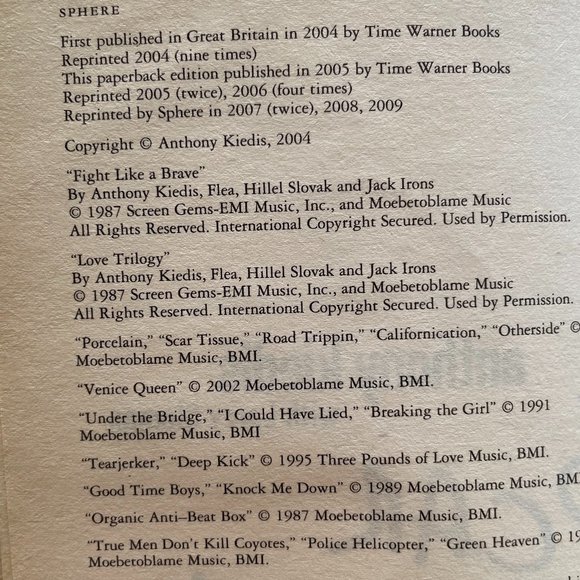 SPHERE
First published in Great Britain in 2004 by Time Warner Books
Reprinted 2004 (nine times)
This paperback edition published in 2005 by Time Warner Books
Reprinted 2005 (twice), 2006 (four times)
Reprinted by Sphere in 2007 (twice), 2008, 2009
Copyright © Anthony Kiedis, 2004
“Fight Like a Brave”
By Anthony Kiedis, Flea, Hillel Slovak and Jack Irons
© 1987 Screen Gems-EMI Music, Inc., and Moebetoblame Music
All Rights Reserved. International Copyright Secured. Used by Permission.
“Love Trilogy”
By Anthony Kiedis, Flea, Hillel Slovak and Jack Irons
© 1987 Screen Gems-EMI Music, Inc., and Moebetoblame Music
All Rights Reserved. International Copyright Secured. Used by Permission.
“Porcelain,” “Scar Tissue,” “Road Trippin, “Californication,” “Otherside” ©
Moebetoblame Music, BMI.
“Venice Queen” © 2002 Moebetoblame Music, BMI.
“Under the Bridge,” “I Could Have Lied,” “Breaking the Girl” © 1991
Moebetoblame Music, BMI
“Tearjerker,” “Deep Kick” © 1995 Three Pounds of Love Music, BMI.
“Good Time Boys,” “Knock Me Down” © 1989 Moebetoblame Music, BMI
“Organic Anti–Beat Box” © 1987 Moebetoblame Music, BMI.
“True Men Don't Kill Coyotes,” “Police Helicopter,” “Green Heaven” ©
Moebetoblame Music, BMI.